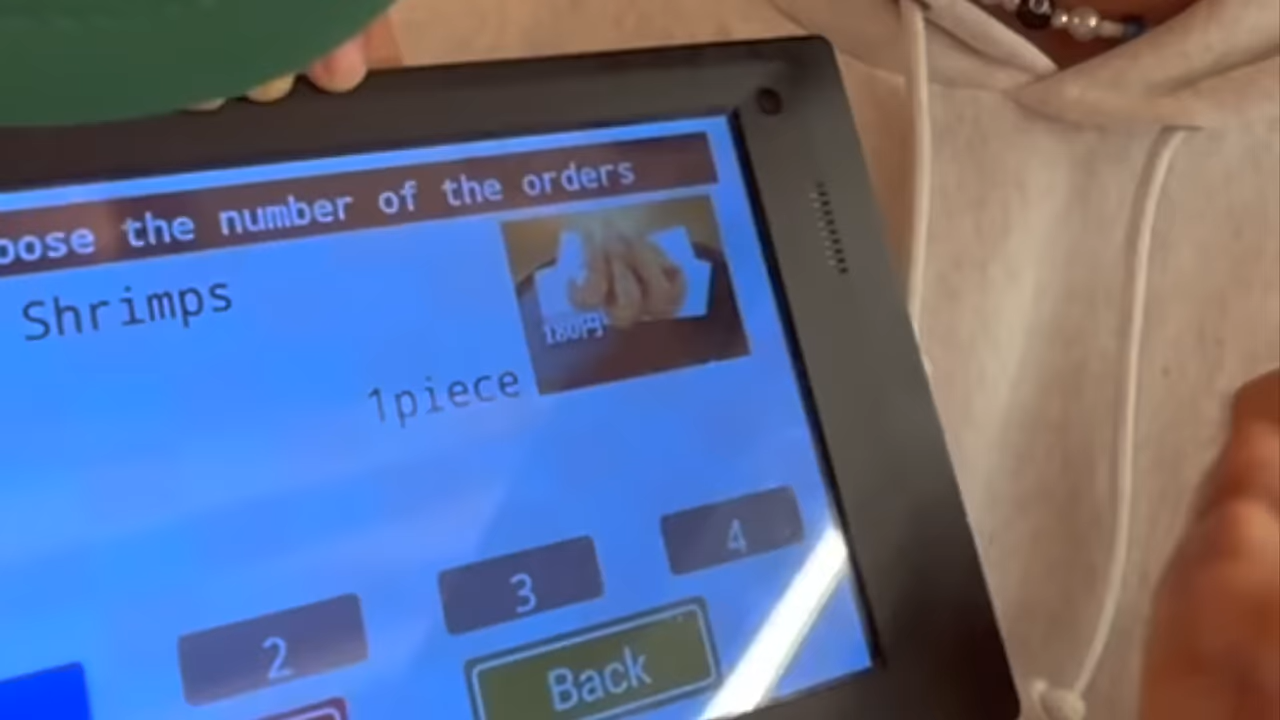 oose the number of the orders
Shrimps
180円
1piece
2
3
4
Back